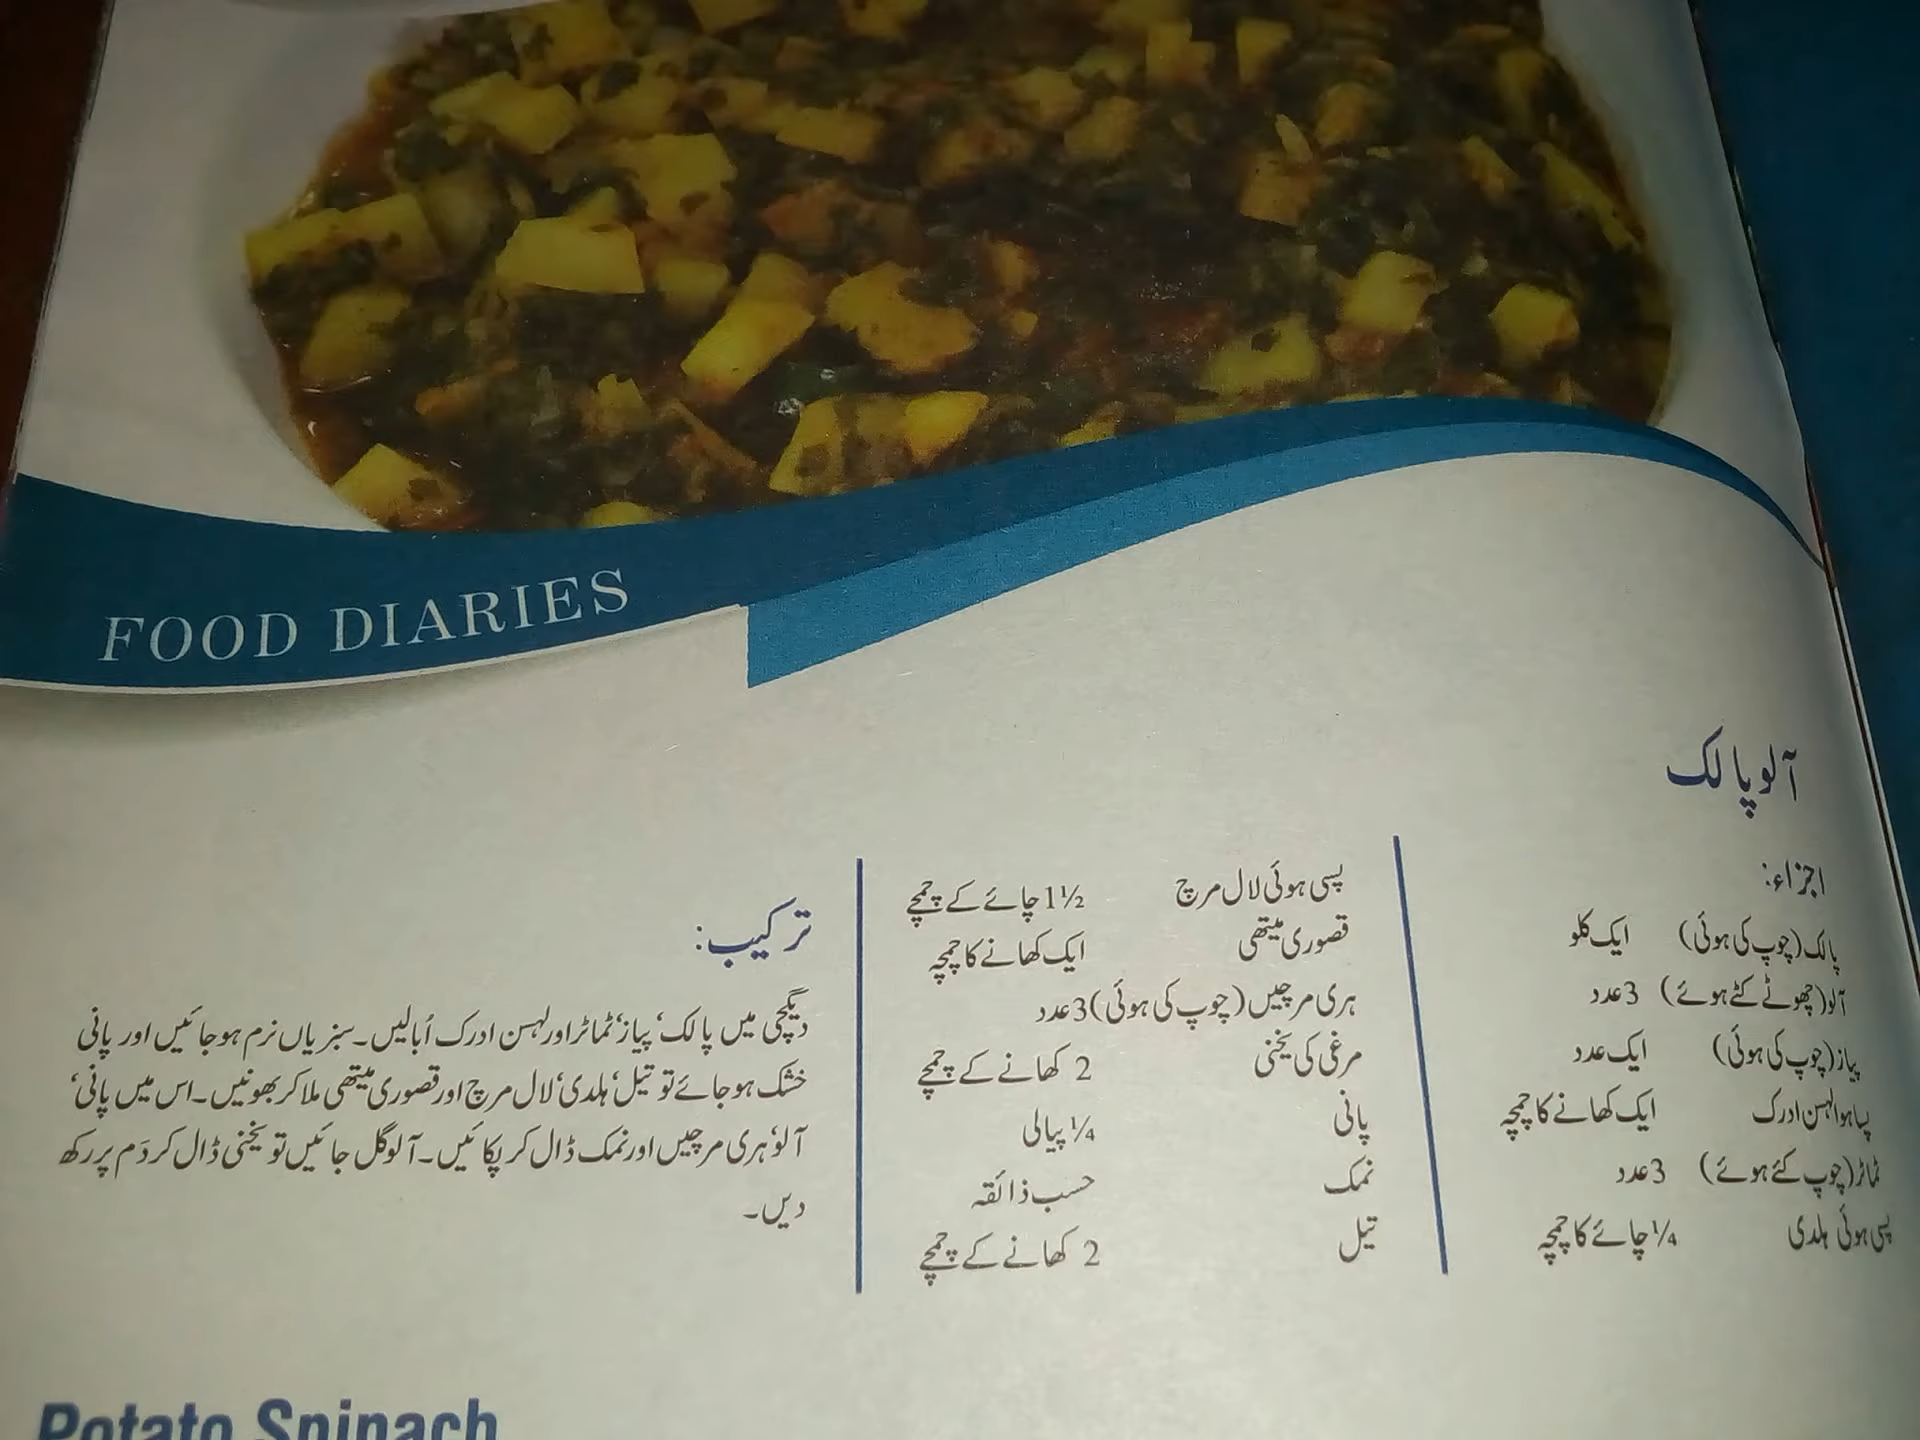 FOOD DIARIES
آلو پالک
اجزاء:
پالک (چوپ کی ہوئی) ایک کلو
آلو (چھوٹے کٹے ہوئے) 3 عدد
پیاز (چوپ کی ہوئی) ایک عدد
پسا ہوا لہسن ادرک ایک کھانے کا چمچہ
ٹماٹر (چوپ کئے ہوئے) 3 عدد
پسی ہوئی ہلدی ¼ چائے کا چمچہ
پسی ہوئی لال مرچ 1½ چائے کے چمچے
قصوری میتھی ایک کھانے کا چمچہ
ہری مرچیں (چوپ کی ہوئی) 3 عدد
مرغی کی یخنی 2 کھانے کے چمچے
پانی ¼ پیالی
نمک حسب ذائقہ
تیل 2 کھانے کے چمچے
ترکیب:
دیگچی میں پالک‘ پیاز‘ ٹماٹر اور لہسن ادرک اُبالیں۔ سبزیاں نرم ہو جائیں اور پانی
خشک ہو جائے تو تیل‘ ہلدی‘ لال مرچ اور قصوری میتھی ملا کر بھونیں۔ اس میں پانی‘
آلو‘ ہری مرچیں اور نمک ڈال کر پکائیں۔ آلو گل جائیں تو یخنی ڈال کر دَم پر رکھ
دیں۔
Potato Spinach